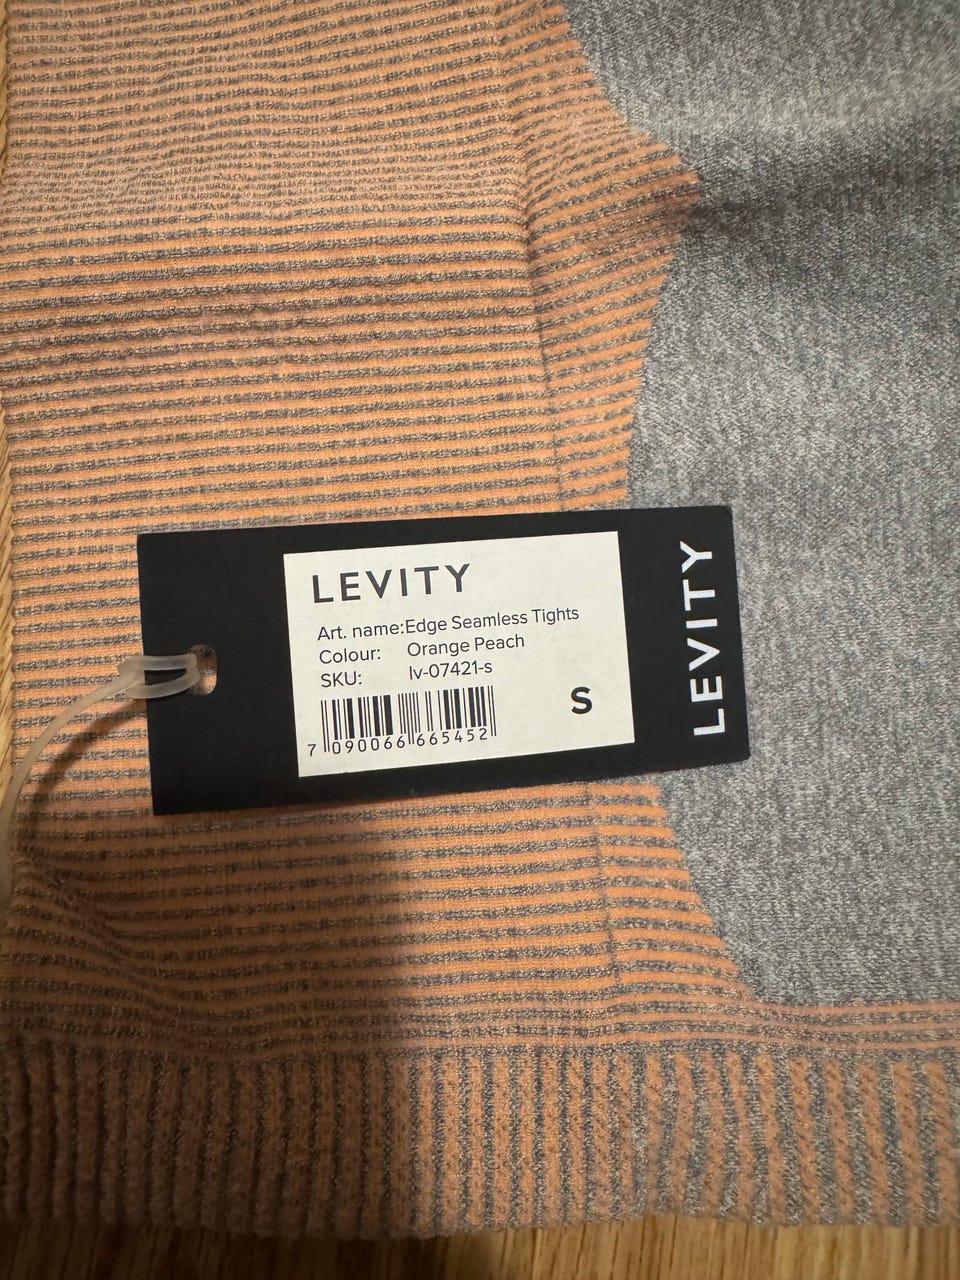 LEVITY
Art. name:Edge Seamless Tights
Colour: Orange Peach
SKU: lv-07421-s
S
7 090066 665452
LEVITY